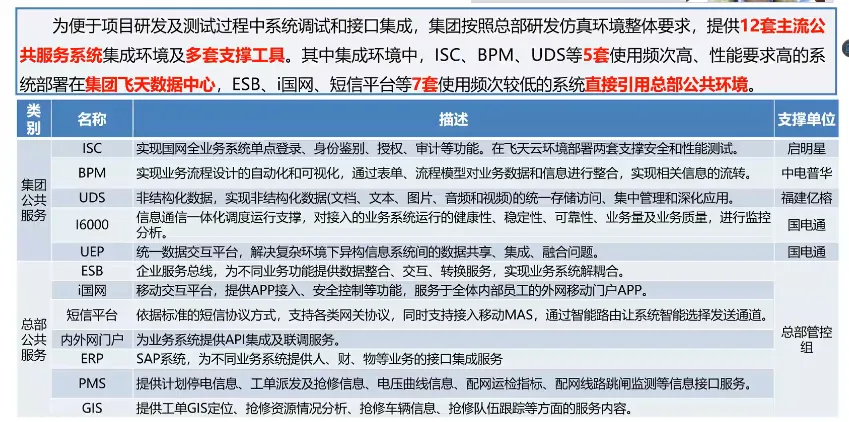 为便于项目研发及测试过程中系统调试和接口集成，集团按照总部研发仿真环境整体要求，提供12套主流公
共服务系统集成环境及多套支撑工具。其中集成环境中，ISC、BPM、UDS等5套使用频次高、性能要求高的系
统部署在集团飞天数据中心，ESB、i国网、短信平台等7套使用频次较低的系统直接引用总部公共环境。
类别 名称 描述 支撑单位
集团公共服务
ISC 实现国网全业务系统单点登录、身份鉴别、授权、审计等功能。在飞天云环境部署两套支撑安全和性能测试。 启明星
BPM 实现业务流程设计的自动化和可视化，通过表单、流程模型对业务数据和信息进行整合，实现相关信息的流转。 中电普华
UDS 非结构化数据，实现非结构化数据(文档、文本、图片、音频和视频)的统一存储访问、集中管理和深化应用。 福建亿榕
I6000 信息通信一体化调度运行支撑，对接入的业务系统运行的健康性、稳定性、可靠性、业务量及业务质量，进行监控
分析。 国电通
UEP 统一数据交互平台，解决复杂环境下异构信息系统间的数据共享、集成、融合问题。 国电通
总部公共服务
ESB 企业服务总线，为不同业务功能提供数据整合、交互、转换服务，实现业务系统解耦合。
i国网 移动交互平台，提供APP接入、安全控制等功能，服务于全体内部员工的外网移动门户APP。
短信平台 依据标准的短信协议方式，支持各类网关协议，同时支持接入移动MAS，通过智能路由让系统智能选择发送通道。
内外网门户 为业务系统提供API集成及联调服务。
ERP SAP系统，为不同业务系统提供人、财、物等业务的接口集成服务
PMS 提供计划停电信息、工单派发及抢修信息、电压曲线信息、配网运检指标、配网线路跳闸监测等信息接口服务。
GIS 提供工单GIS定位、抢修资源情况分析、抢修车辆信息、抢修队伍跟踪等方面的服务内容。
总部管控组